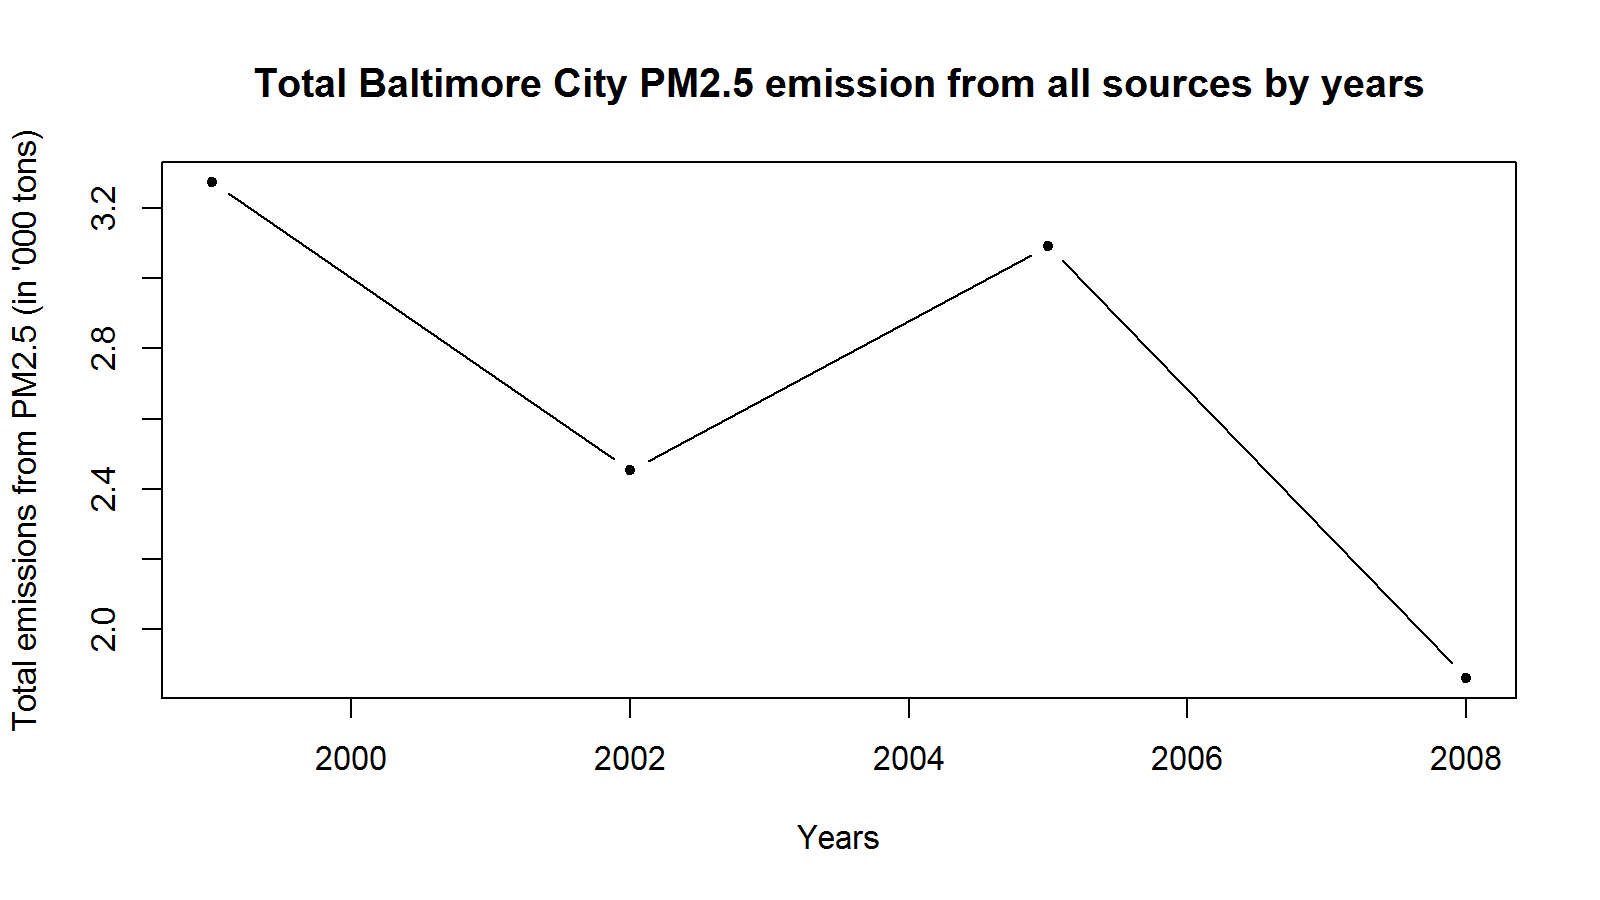 Total Baltimore City PM2.5 emission from all sources by years
Total emissions from PM2.5 (in '000 tons)
3.2
2.8
2.4
2.0
2000 2002 2004 2006 2008
Years